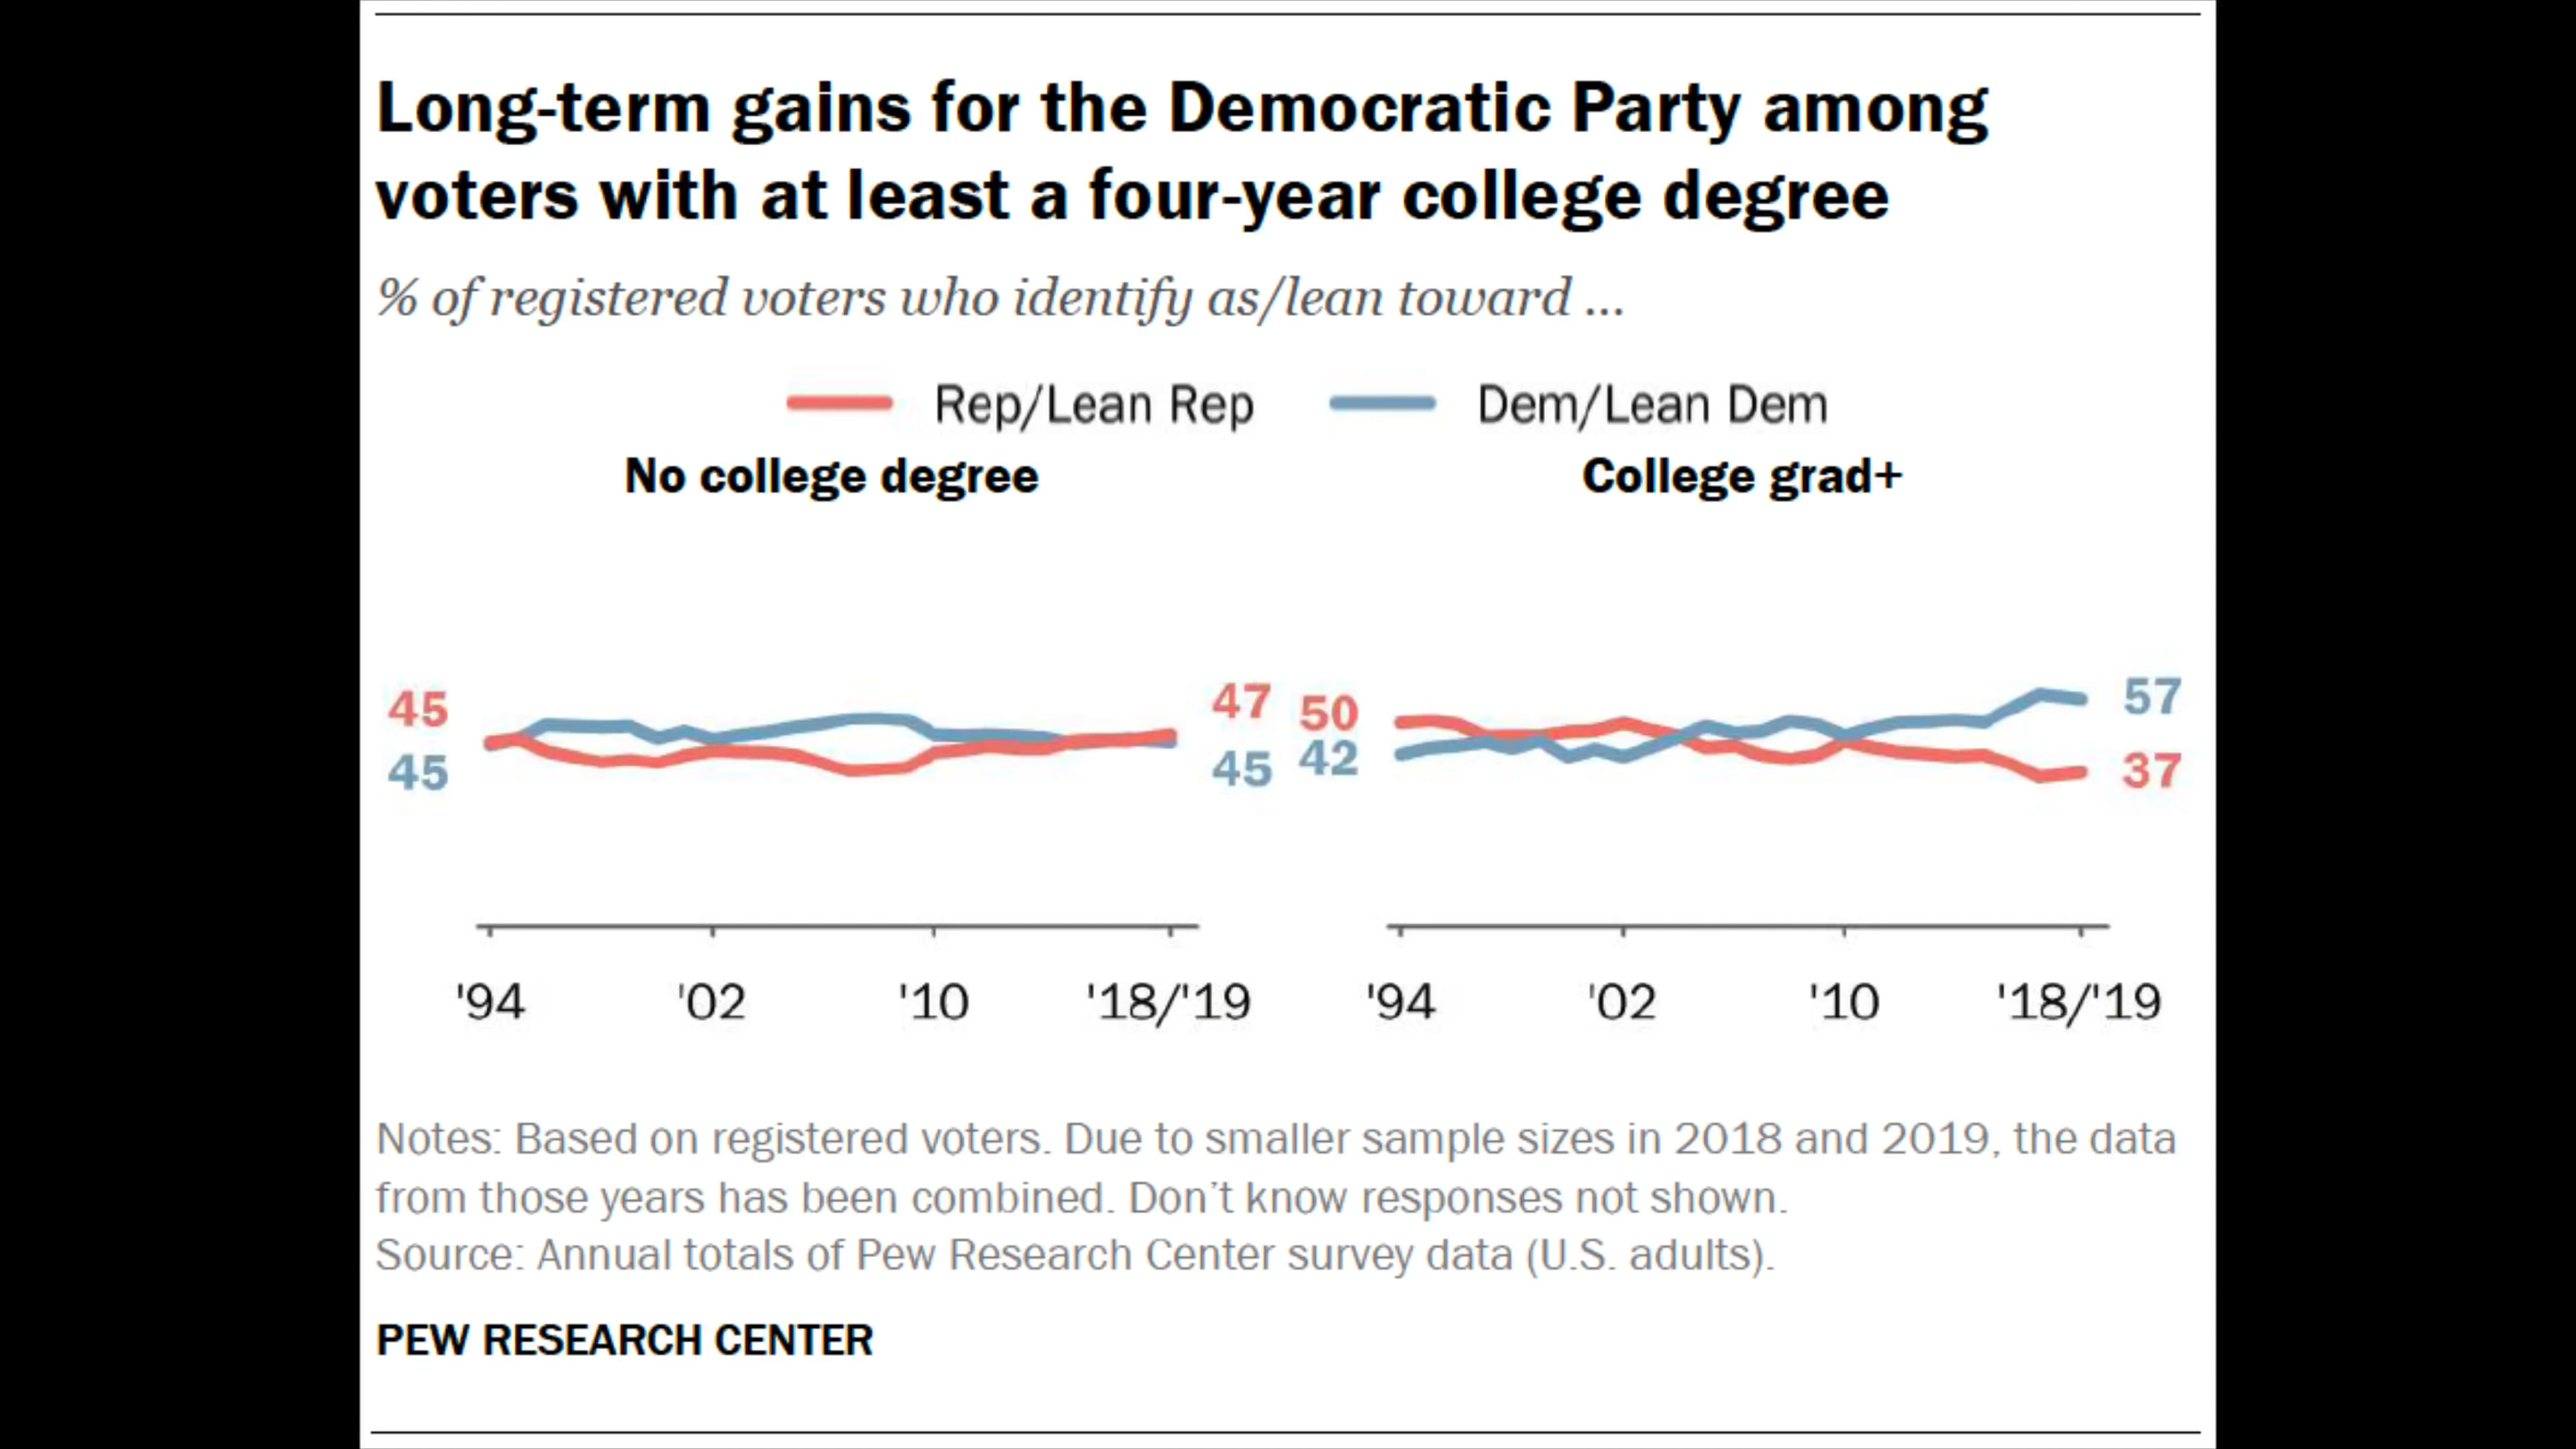 Long-term gains for the Democratic Party among
voters with at least a four-year college degree
% of registered voters who identify as/lean toward ...
Rep/Lean Rep Dem/Lean Dem
No college degree College grad+
45 47 50 57
45 45 42 37
'94 '02 '10 '18/'19 '94 '02 '10 '18/'19
Notes: Based on registered voters. Due to smaller sample sizes in 2018 and 2019, the data
from those years has been combined. Don't know responses not shown.
Source: Annual totals of Pew Research Center survey data (U.S. adults).
PEW RESEARCH CENTER